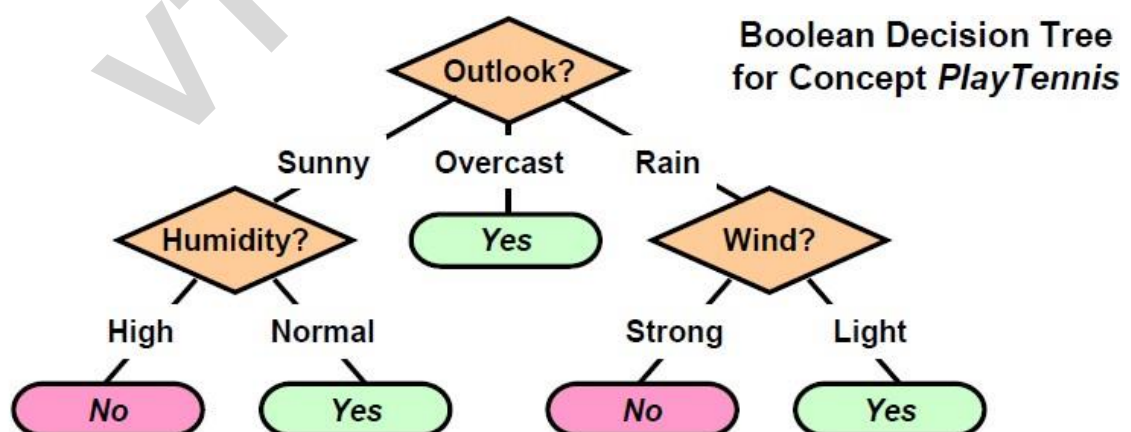 Boolean Decision Tree
for Concept PlayTennis
Outlook?
Sunny Overcast Rain
Humidity? Yes Wind?
High Normal Strong Light
No Yes No Yes